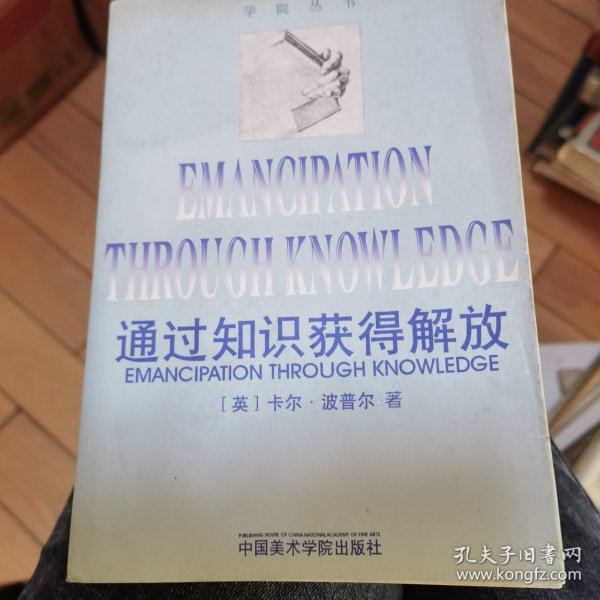 学院丛书
EMANCIPATION
THROUGH KNOWLEDGE
通过知识获得解放
EMANCIPATION THROUGH KNOWLEDGE
［英］卡尔·波普尔 著
PUBLISHING HOUSE OF CHINA NATIONAL ACADEMY OF FINE ARTS
中国美术学院出版社
孔夫子旧书网
www.kongfz.com